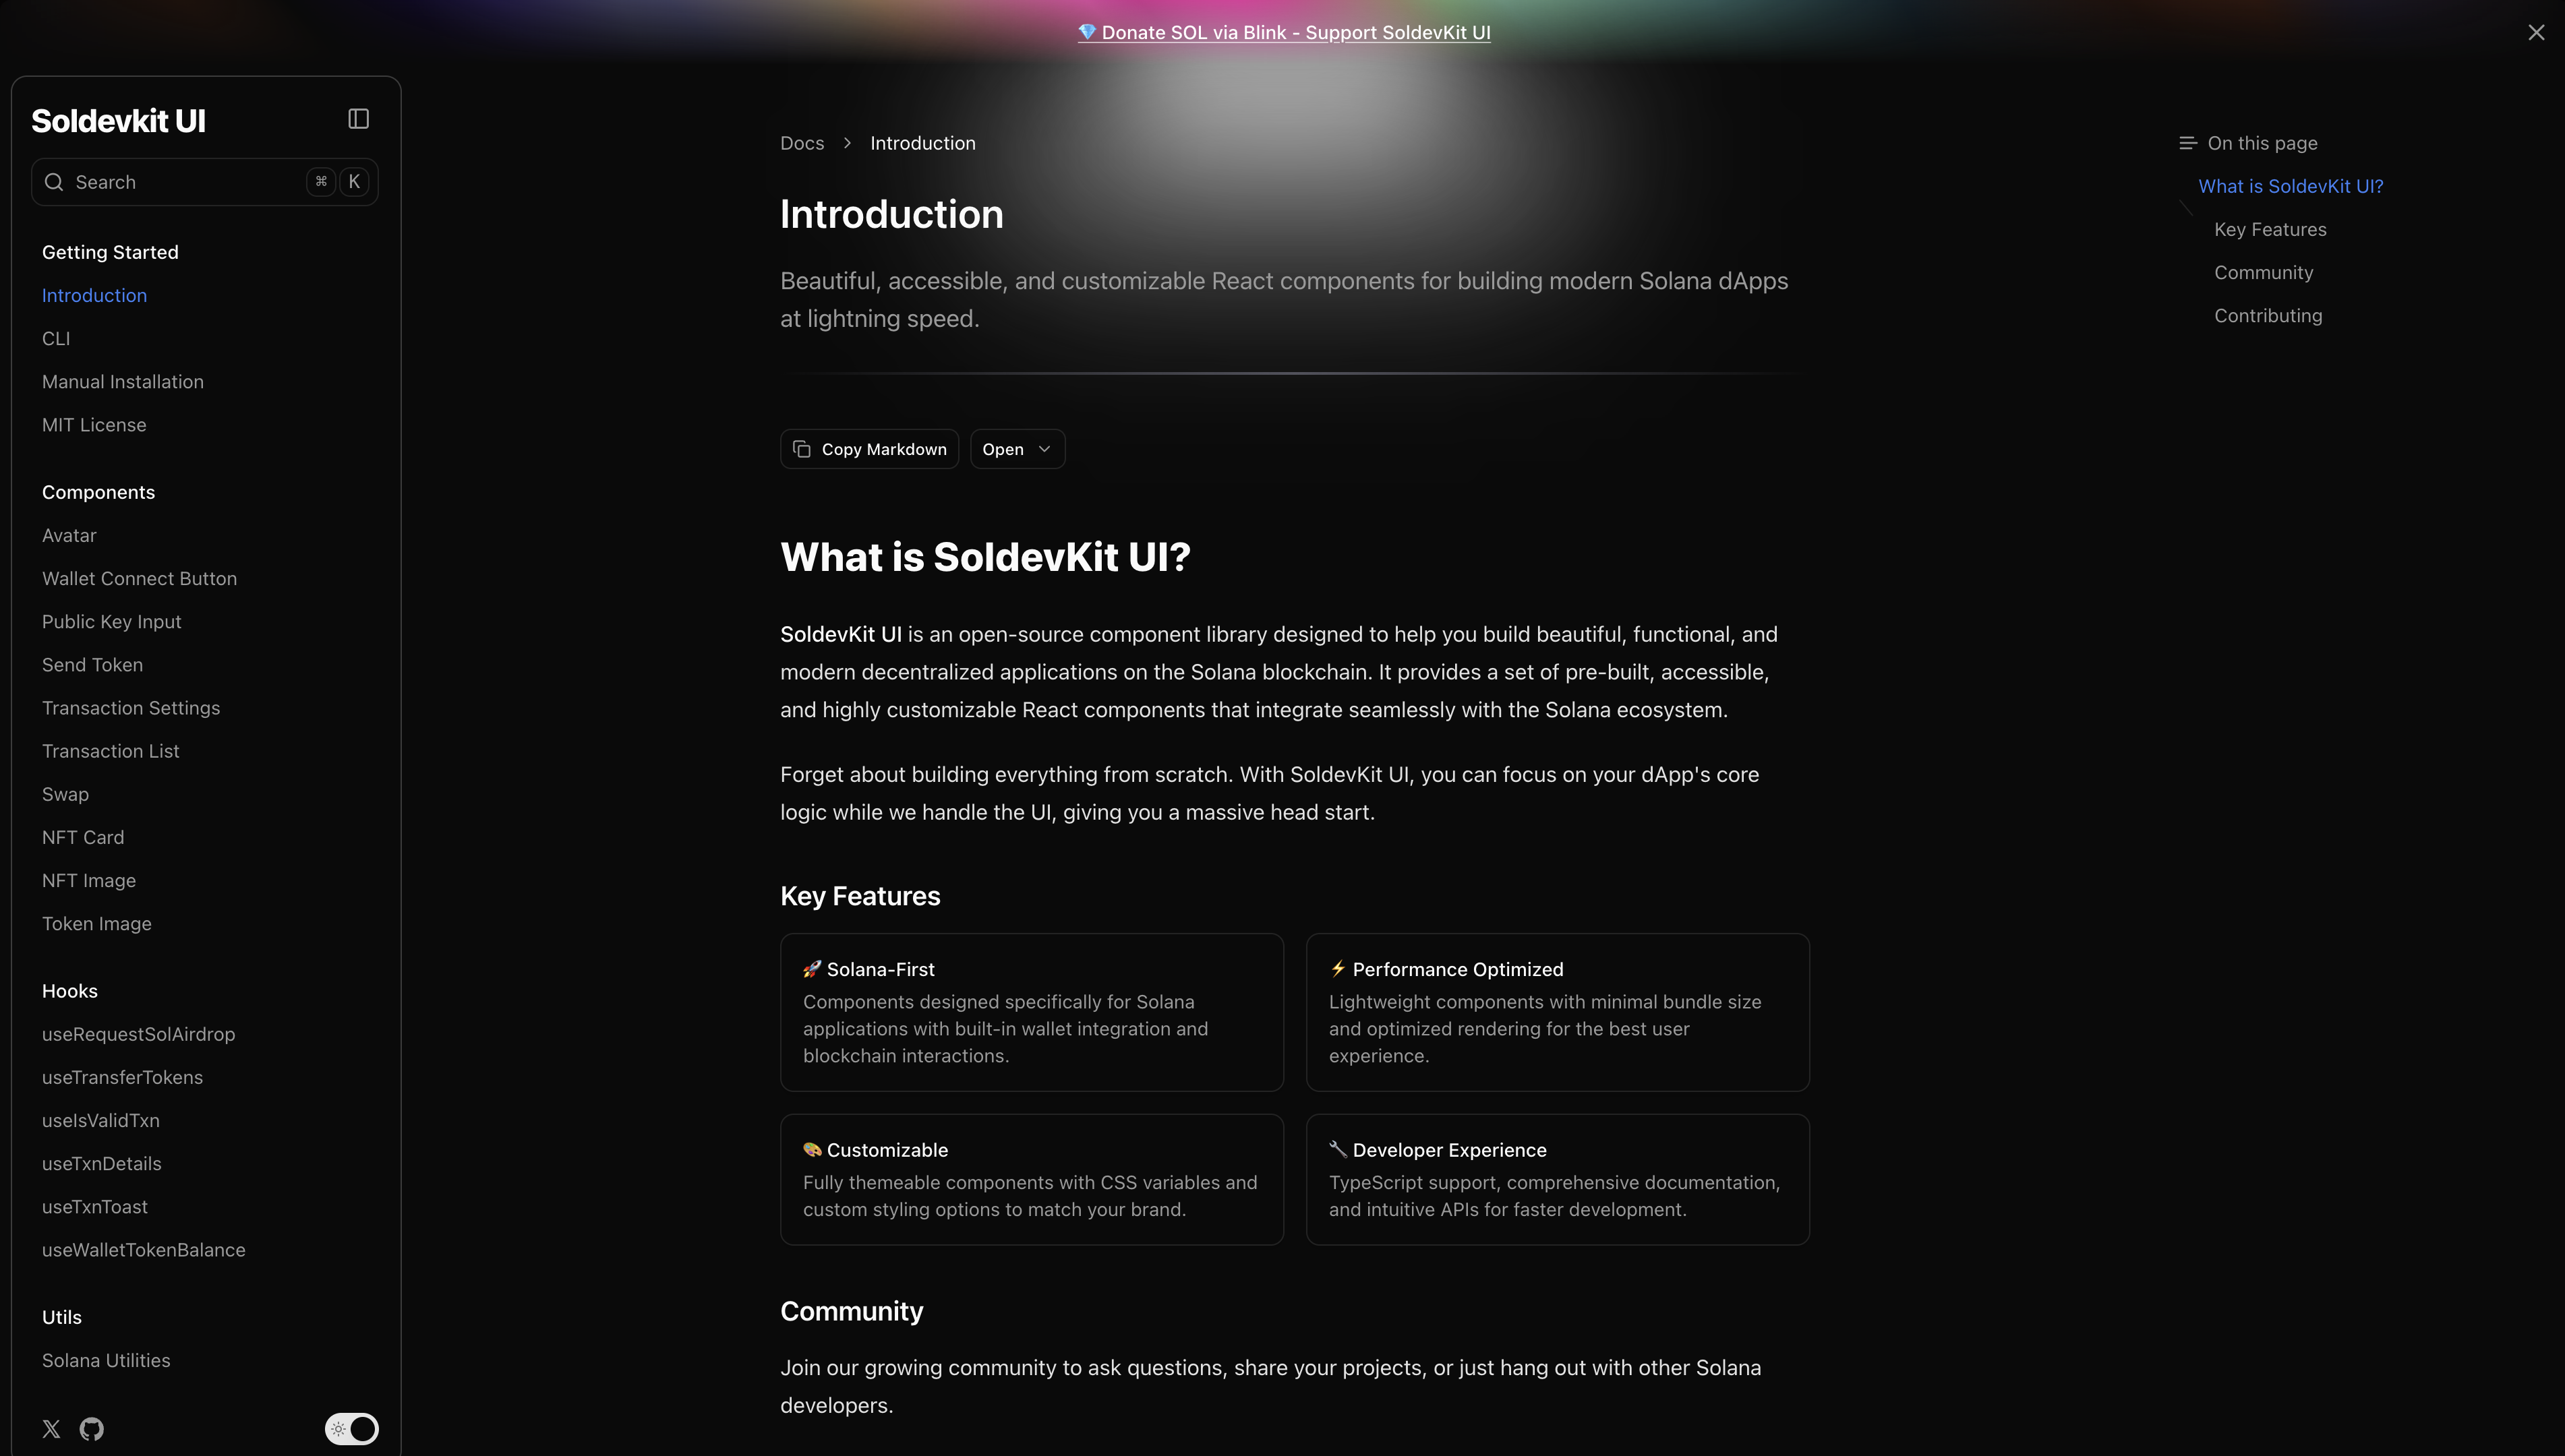 💎 Donate SOL via Blink - Support SoldevKit UI
Soldevkit UI
Search
⌘ K
Getting Started
Introduction
CLI
Manual Installation
MIT License
Components
Avatar
Wallet Connect Button
Public Key Input
Send Token
Transaction Settings
Transaction List
Swap
NFT Card
NFT Image
Token Image
Hooks
useRequestSolAirdrop
useTransferTokens
useIsValidTxn
useTxnDetails
useTxnToast
useWalletTokenBalance
Utils
Solana Utilities
Docs > Introduction
Introduction
Beautiful, accessible, and customizable React components for building modern Solana dApps
at lightning speed.
Copy Markdown
Open
What is SoldevKit UI?
SoldevKit UI is an open-source component library designed to help you build beautiful, functional, and
modern decentralized applications on the Solana blockchain. It provides a set of pre-built, accessible,
and highly customizable React components that integrate seamlessly with the Solana ecosystem.
Forget about building everything from scratch. With SoldevKit UI, you can focus on your dApp's core
logic while we handle the UI, giving you a massive head start.
Key Features
🚀 Solana-First
Components designed specifically for Solana
applications with built-in wallet integration and
blockchain interactions.
⚡ Performance Optimized
Lightweight components with minimal bundle size
and optimized rendering for the best user
experience.
🎨 Customizable
Fully themeable components with CSS variables and
custom styling options to match your brand.
🔧 Developer Experience
TypeScript support, comprehensive documentation,
and intuitive APIs for faster development.
Community
Join our growing community to ask questions, share your projects, or just hang out with other Solana
developers.
On this page
What is SoldevKit UI?
Key Features
Community
Contributing